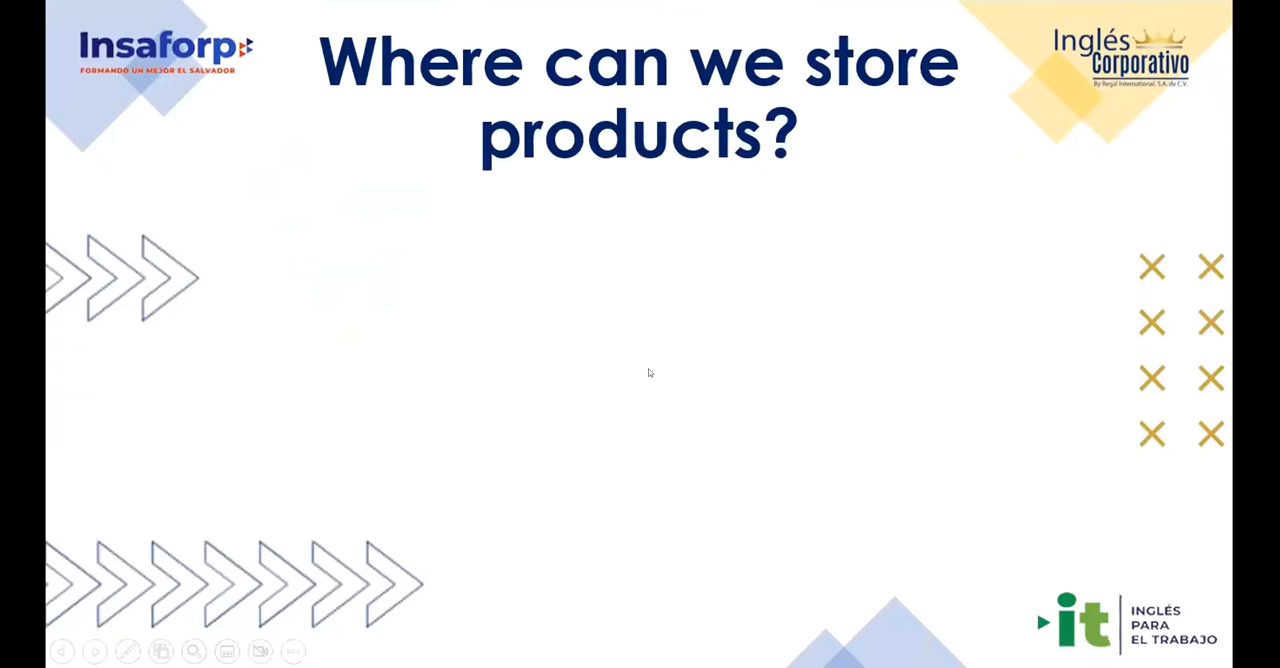 Insaforp
FORMANDO UN MEJOR EL SALVADOR
Where can we store
products?
Inglés
Corporativo
By Regal International, S.A. de C.V.
it
INGLÉS
PARA
EL TRABAJO